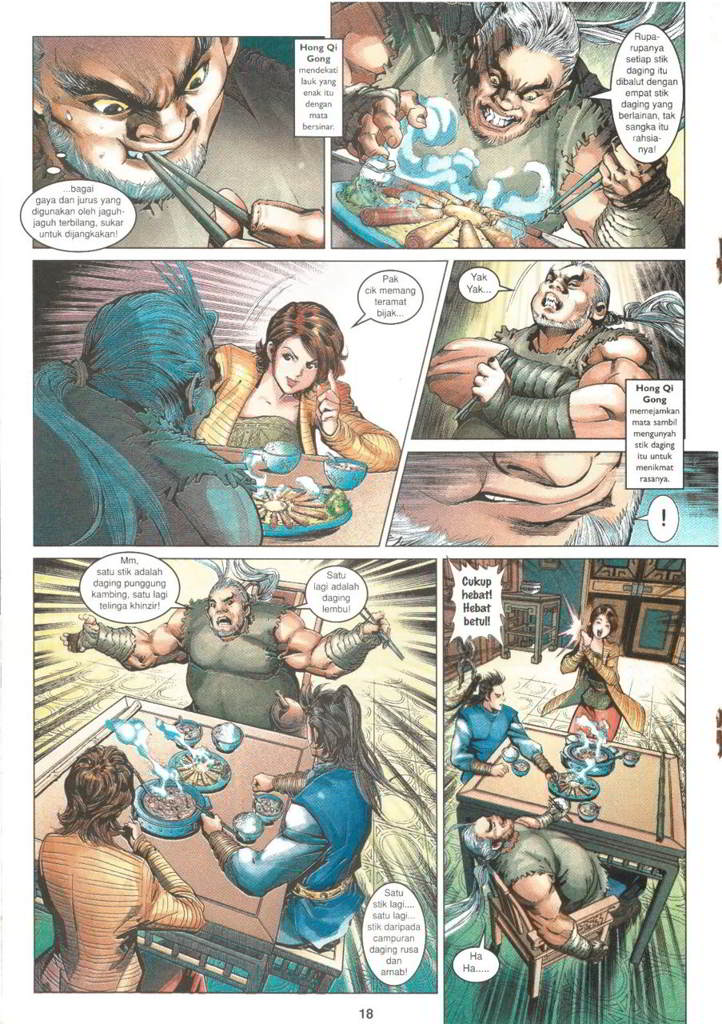 Hong Qi
Gong
mendekati
lauk yang
enak itu
dengan
mata
bersinar.
...bagai
gaya dan jurus yang
digunakan oleh jaguh-
jaguh terbilang, sukar
untuk dijangkakan!
Rupa-
rupanya
setiap stik
daging itu
dibalut dengan
empat stik
daging yang
berlainan, tak
sangka itu
rahsia-
nya!
Pak
cik memang
teramat
bijak...
Yak
Yak...
Hong Qi
Gong
memejamkan
mata sambil
mengunyah
stik daging
itu untuk
menikmat
rasanya.
!
Mm,
satu stik adalah
daging punggung
kambing, satu lagi
telinga khinzir!
Satu
lagi adalah
daging
lembu!
Satu
stik lagi....
satu lagi...
stik daripada
campuran
daging rusa
dan
arnab!
Cukup
hebat!
Hebat
betul!
Ha
Ha.....
18